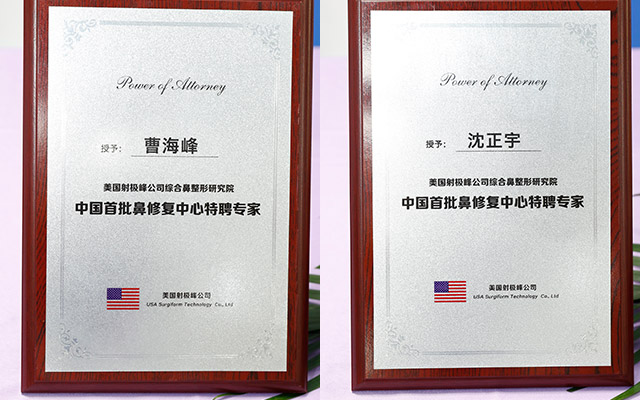 Power of Attorney
授予： 曹海峰
美国射极峰公司综合鼻整形研究院
中国首批鼻修复中心特聘专家
美国射极峰公司
USA Surgiform Technology Co., Ltd
Power of Attorney
授予： 沈正宇
美国射极峰公司综合鼻整形研究院
中国首批鼻修复中心特聘专家
美国射极峰公司
USA Surgiform Technology Co., Ltd